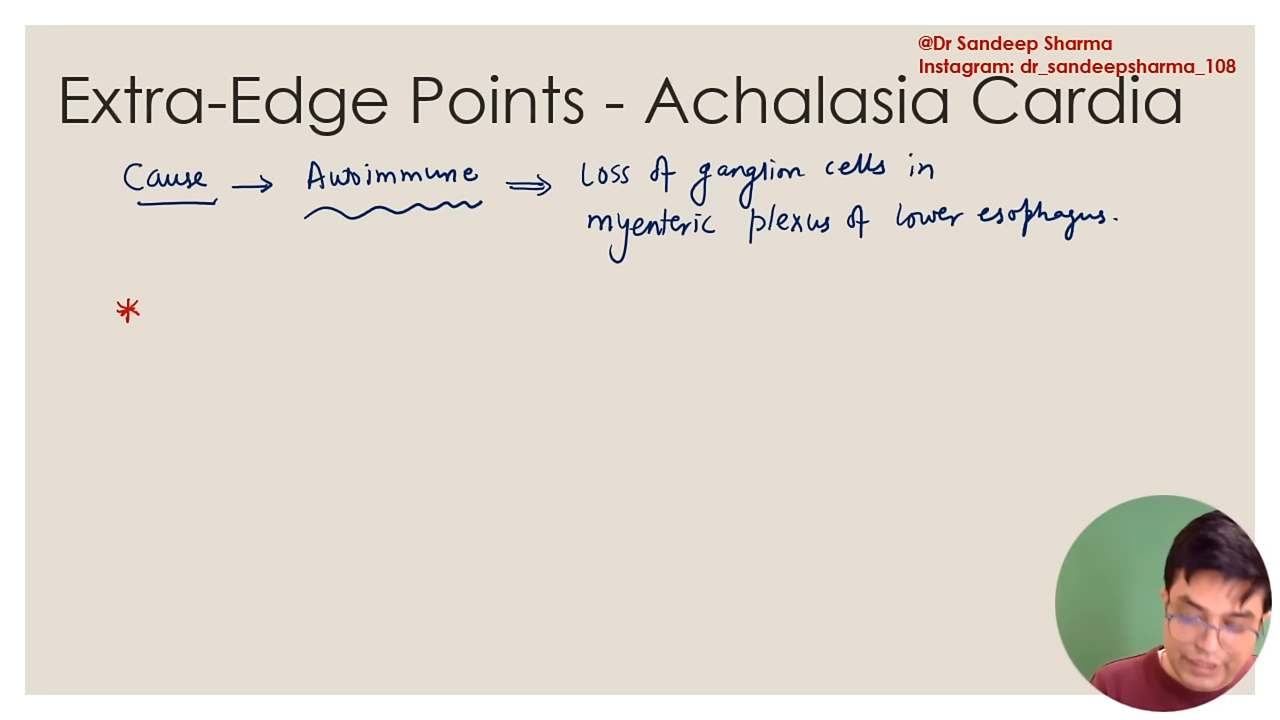 @Dr Sandeep Sharma
Instagram: dr_sandeepsharma_108
Extra-Edge Points - Achalasia Cardia
Cause → Autoimmune ⇒ Loss of ganglion cells in
myenteric plexus of lower esophagus.
*